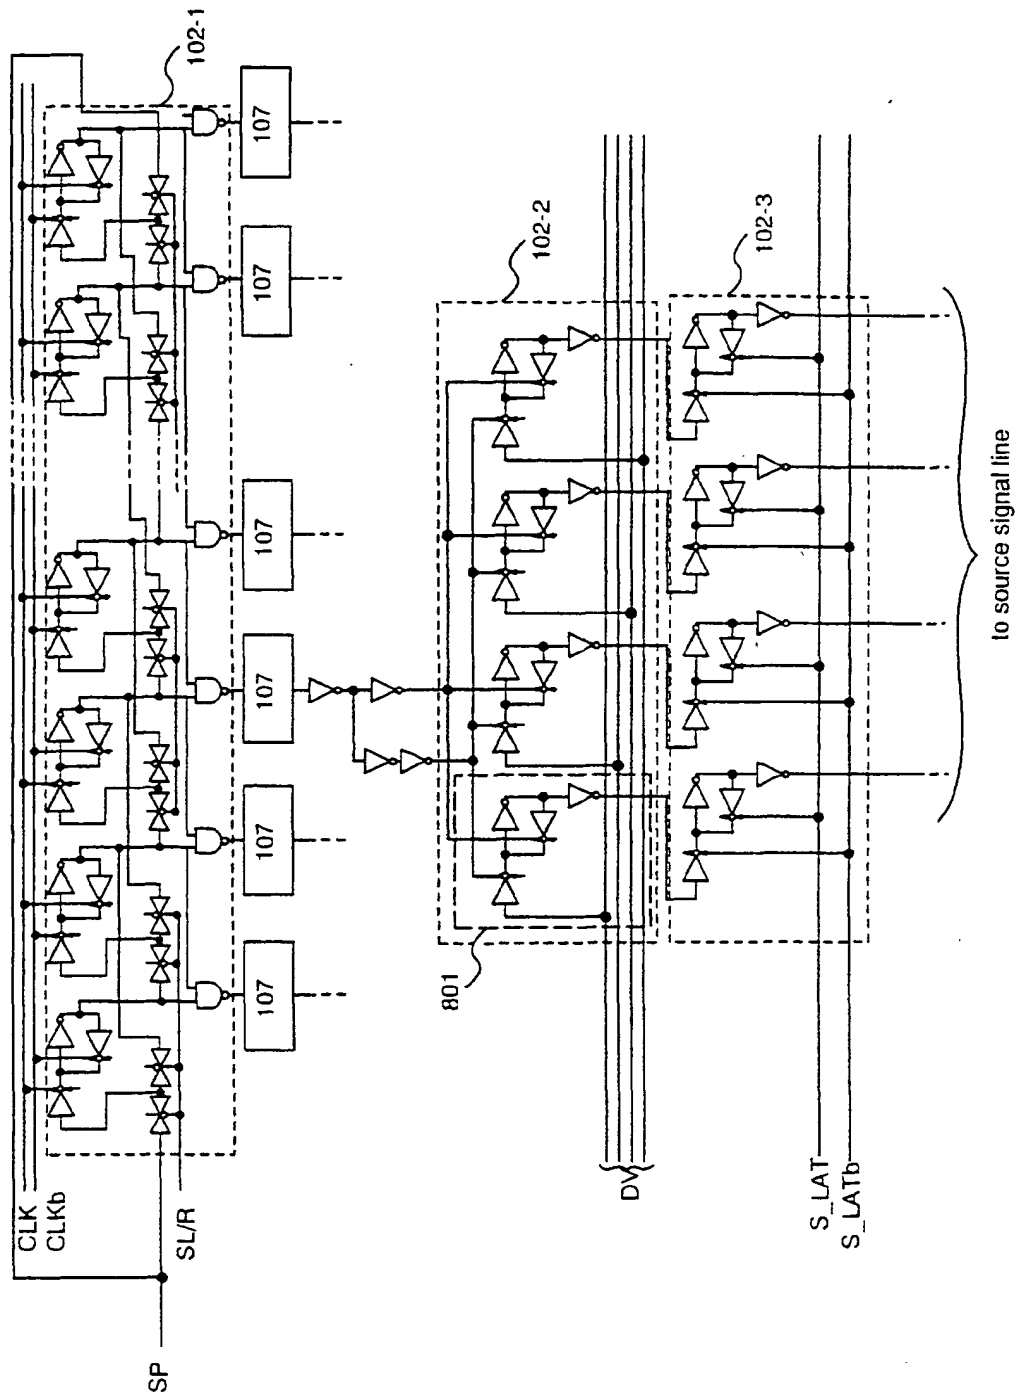 SP
CLK
CLKb
SL/R
102-1
107
107
107
107
107
107
801
102-2
DV
102-3
S_LAT
S_LATb
to source signal line